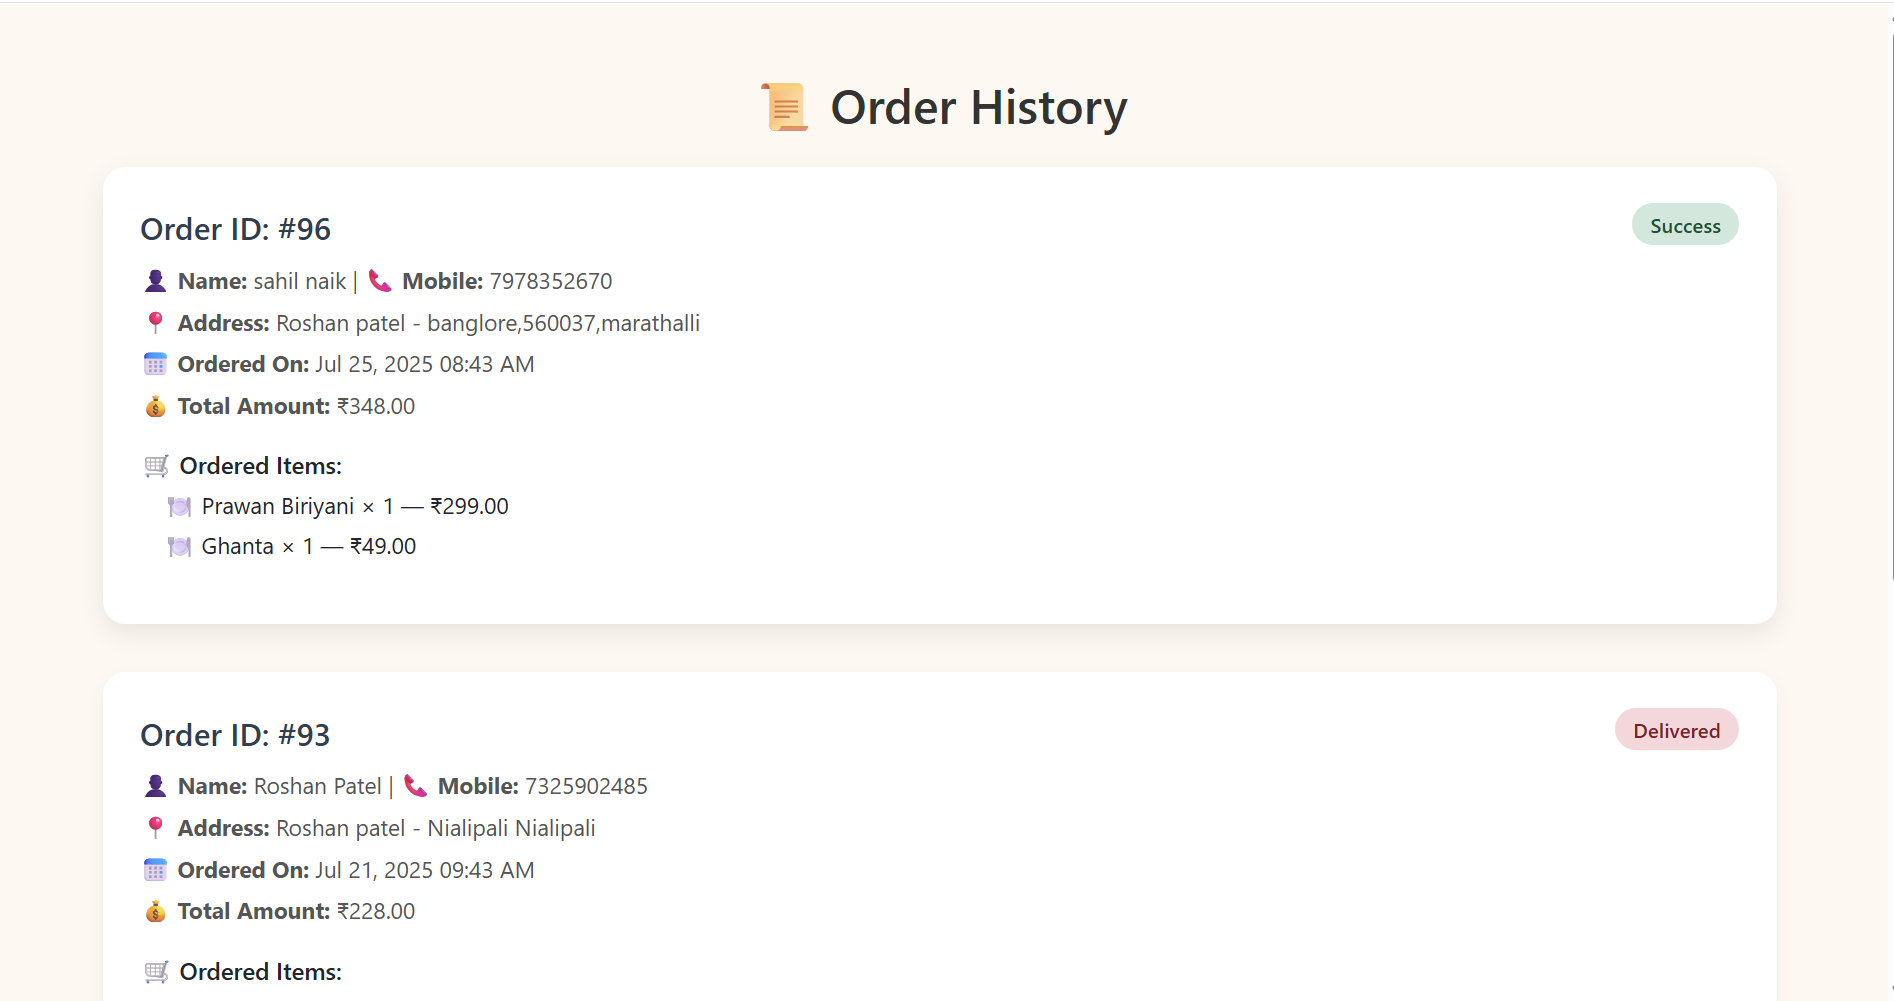 Order History
Order ID: #96
Success
Name: sahil naik | Mobile: 7978352670
Address: Roshan patel - banglore,560037,marathalli
Ordered On: Jul 25, 2025 08:43 AM
Total Amount: ₹348.00
Ordered Items:
Prawan Biriyani × 1 — ₹299.00
Ghanta × 1 — ₹49.00
Order ID: #93
Delivered
Name: Roshan Patel | Mobile: 7325902485
Address: Roshan patel - Nialipali Nialipali
Ordered On: Jul 21, 2025 09:43 AM
Total Amount: ₹228.00
Ordered Items: